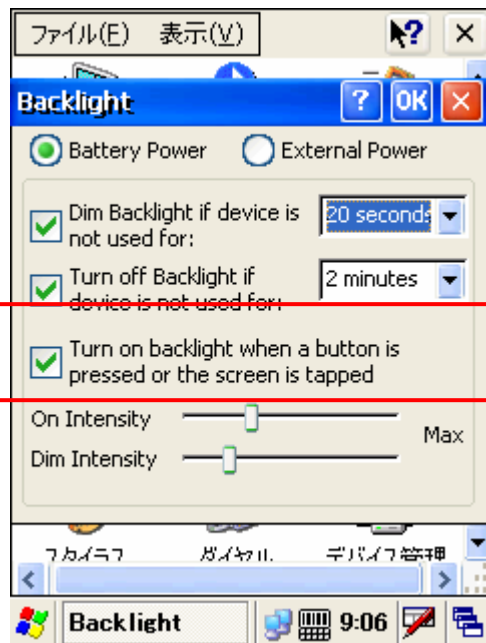 ファイル(F) 表示(V)
Backlight
OK
Battery Power External Power
Dim Backlight if device is
not used for:
20 seconds
Turn off Backlight if
device is not used for:
2 minutes
Turn on backlight when a button is
pressed or the screen is tapped
On Intensity
Max
Dim Intensity
Backlight
9:06